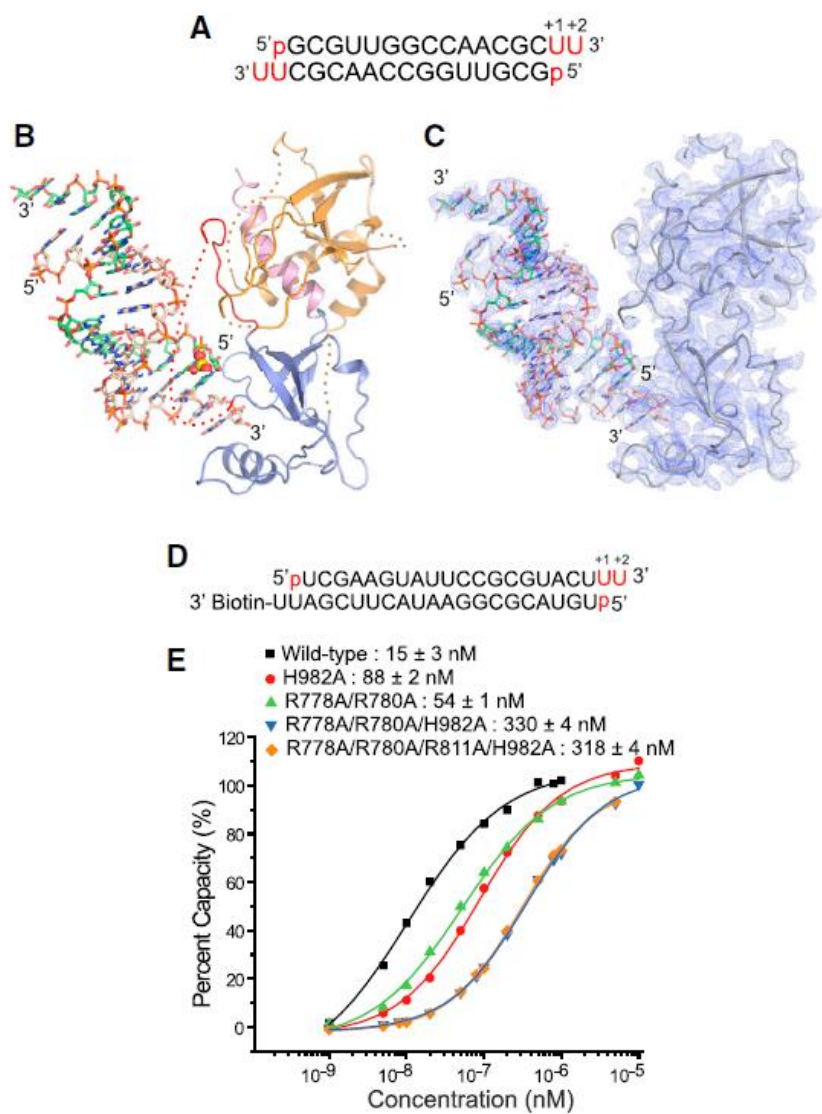 A
+1 +2
5' pGCGUUGGCCAACGCUU 3'
3' UUCGCAACCGGUUGCGp 5'
B
3'
5'
5'
3'
C
3'
5'
5'
3'
D
+1 +2
5' pUCGAAGUAUUCCGCGUACUUU 3'
3' Biotin-UUAGCUUCAUAAGGCGCAUGUp5'
E
Wild-type : 15 ± 3 nM
H982A : 88 ± 2 nM
R778A/R780A : 54 ± 1 nM
R778A/R780A/H982A : 330 ± 4 nM
R778A/R780A/R811A/H982A : 318 ± 4 nM
Percent Capacity (%)
120
100
80
60
40
20
0
10⁻⁹ 10⁻⁸ 10⁻⁷ 10⁻⁶ 10⁻⁵
Concentration (nM)